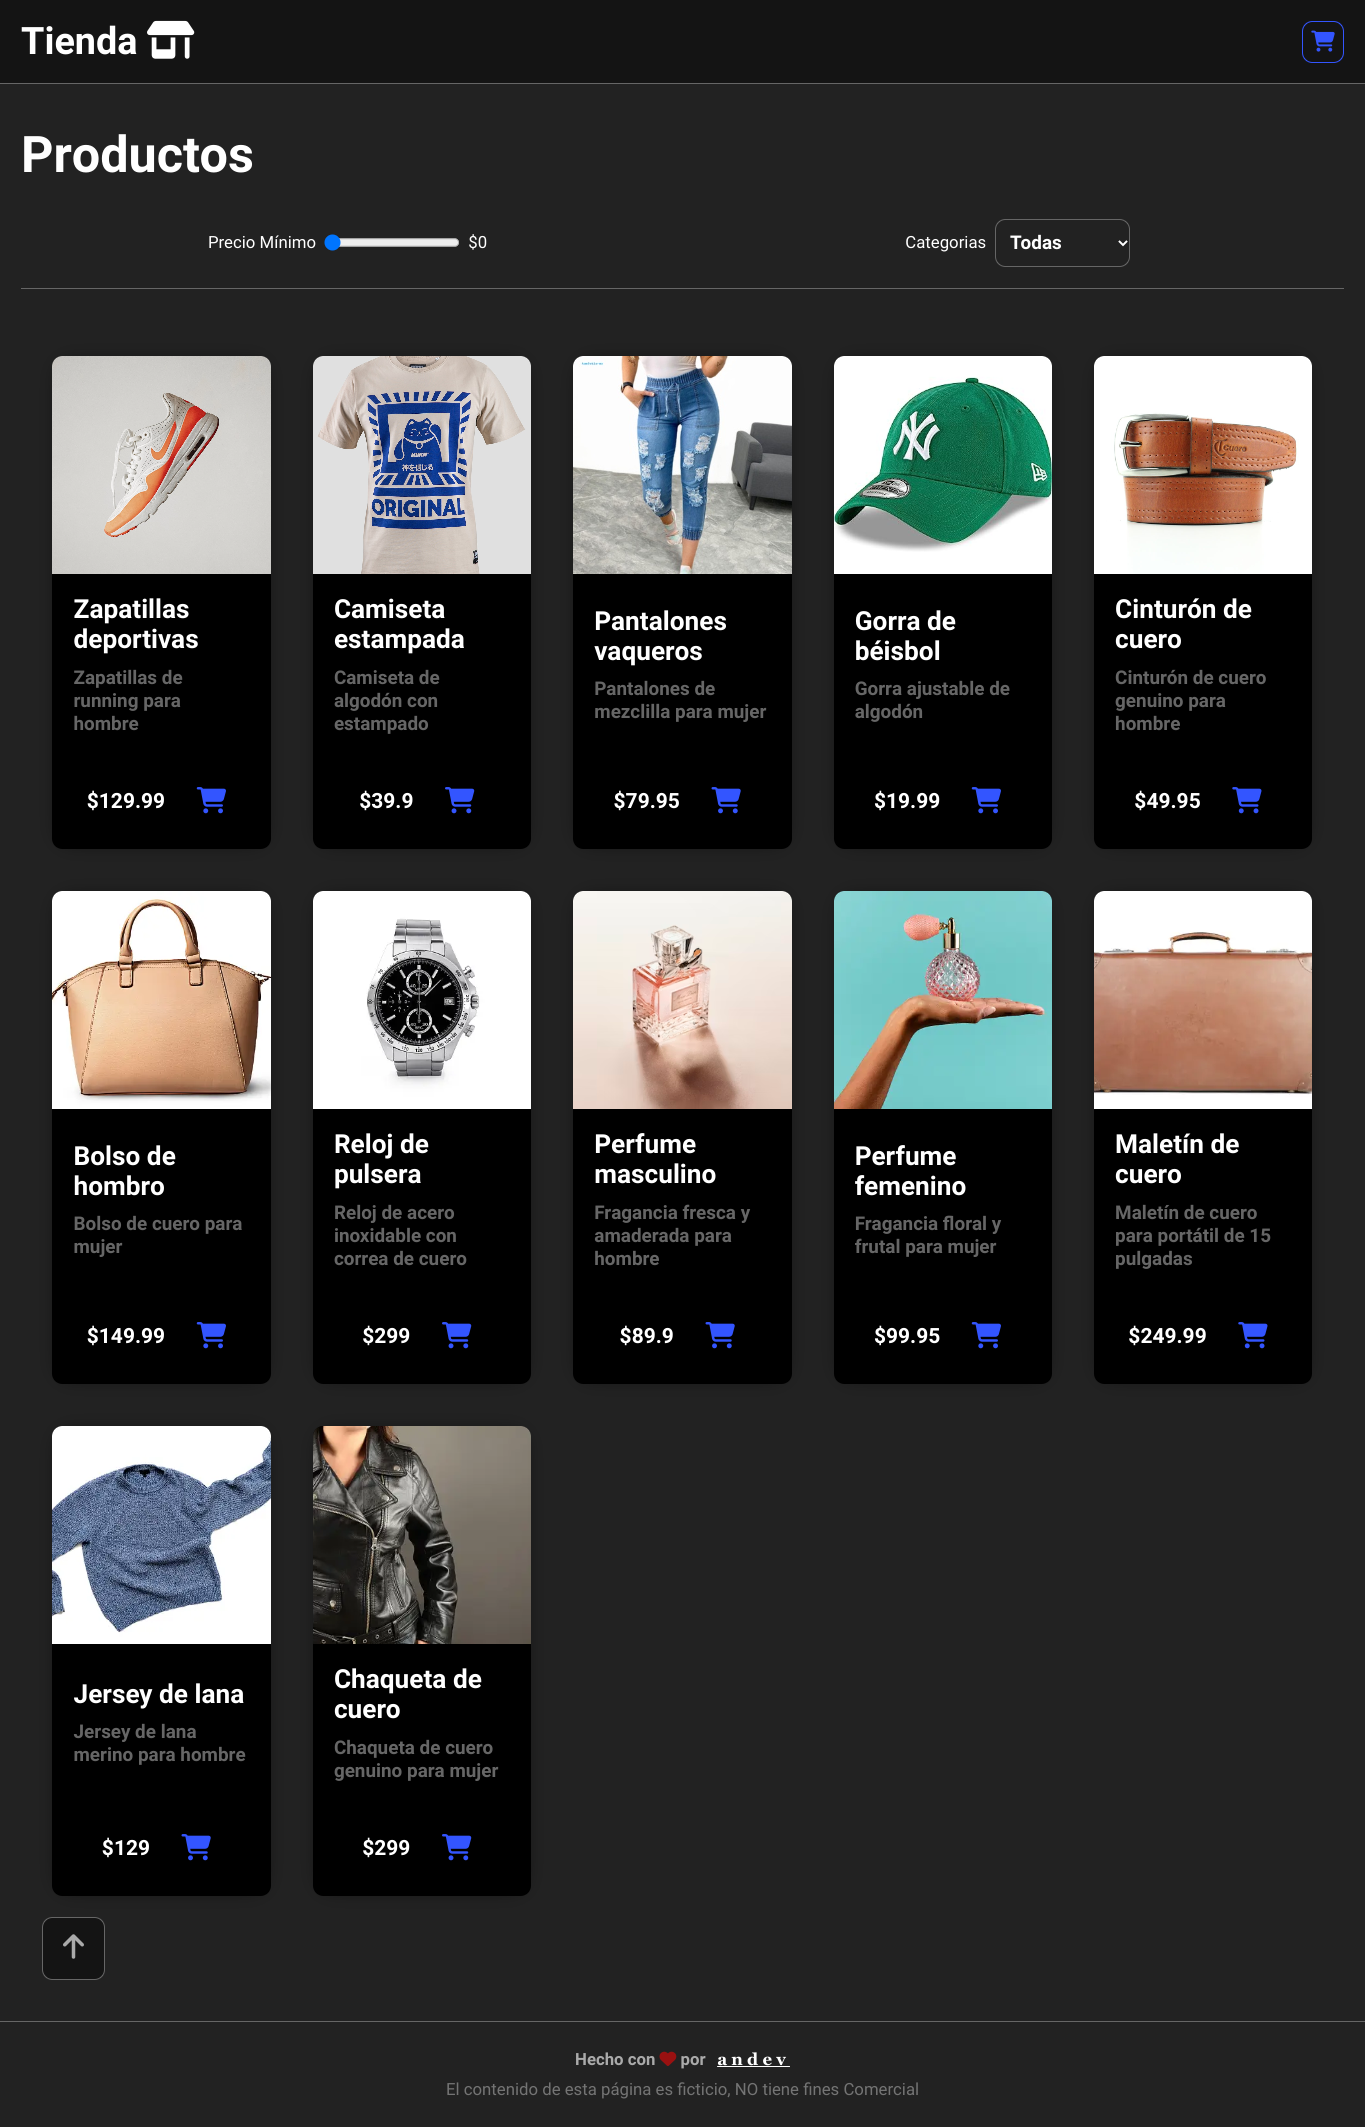 Tienda
Productos
Precio Mínimo $0
Categorias Todas
ORIGINAL
Zapatillas
deportivas
Zapatillas de
running para
hombre
$129.99
Camiseta
estampada
Camiseta de
algodón con
estampado
$39.9
Pantalones
vaqueros
Pantalones de
mezclilla para mujer
$79.95
NY
Gorra de
béisbol
Gorra ajustable de
algodón
$19.99
Cinturón de
cuero
Cinturón de cuero
genuino para
hombre
$49.95
Bolso de
hombro
Bolso de cuero para
mujer
$149.99
Reloj de
pulsera
Reloj de acero
inoxidable con
correa de cuero
$299
Perfume
masculino
Fragancia fresca y
amaderada para
hombre
$89.9
Perfume
femenino
Fragancia floral y
frutal para mujer
$99.95
Maletín de
cuero
Maletín de cuero
para portátil de 15
pulgadas
$249.99
Jersey de lana
Jersey de lana
merino para hombre
$129
Chaqueta de
cuero
Chaqueta de cuero
genuino para mujer
$299
Hecho con por andev
El contenido de esta página es ficticio, NO tiene fines Comercial